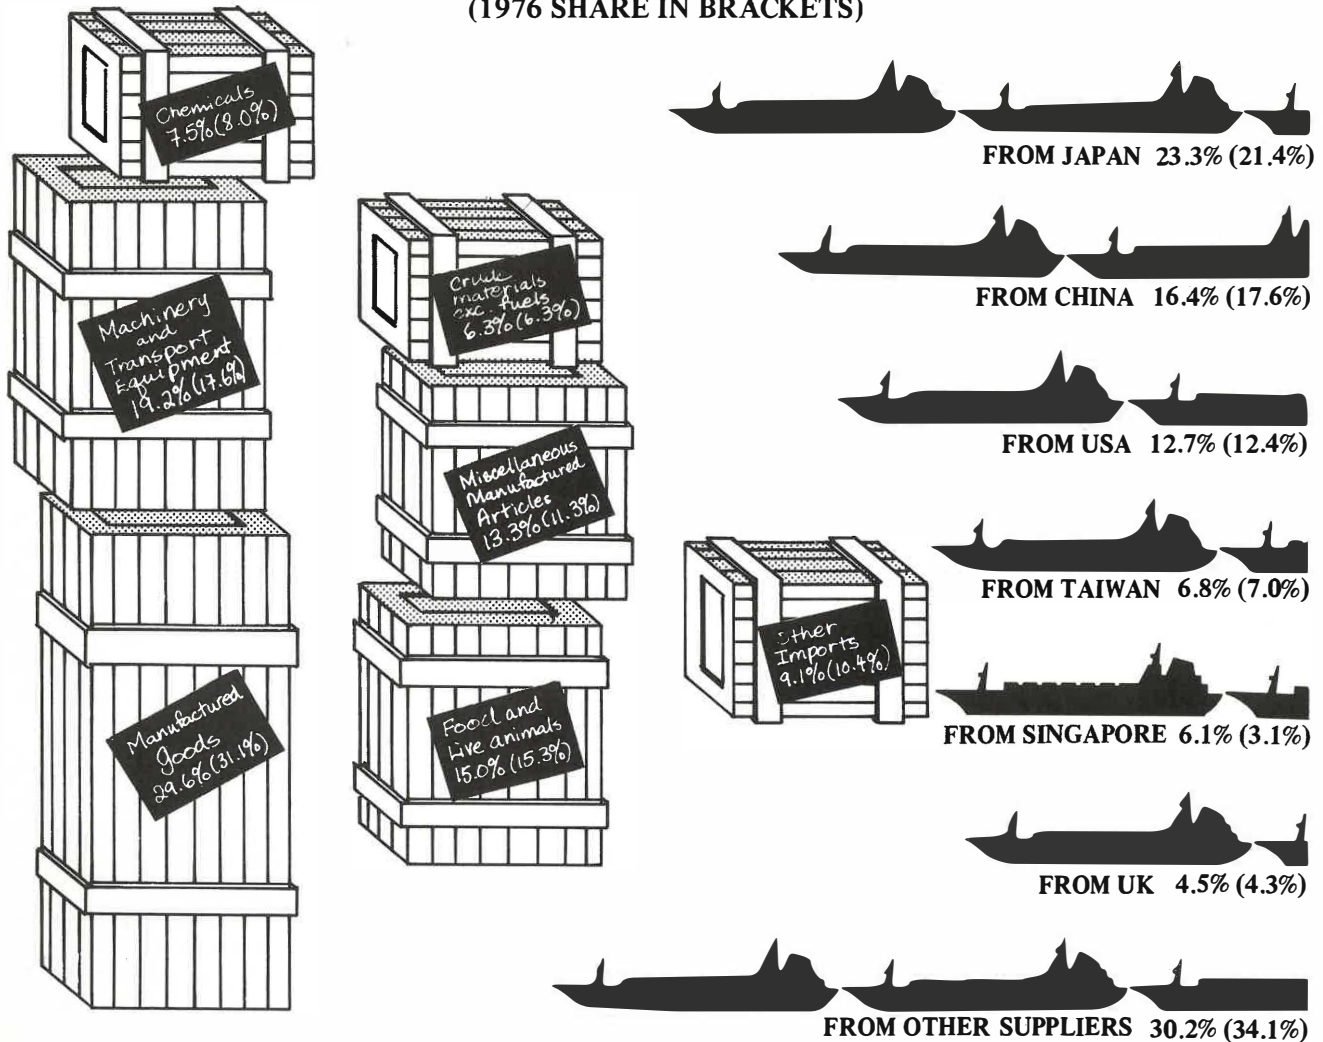 (1976 SHARE IN BRACKETS)
Chemicals
7.5% (8.0%)
Machinery
and
Transport
Equipment
19.2% (17.6%)
Manufactured
goods
29.6% (31.1%)
Crude
materials
exc. fuels
6.3% (6.3%)
Miscellaneous
Manufactured
Articles
13.3% (11.3%)
Food and
Live animals
15.0% (15.3%)
Other
Imports
9.1% (10.4%)
FROM JAPAN 23.3% (21.4%)
FROM CHINA 16.4% (17.6%)
FROM USA 12.7% (12.4%)
FROM TAIWAN 6.8% (7.0%)
FROM SINGAPORE 6.1% (3.1%)
FROM UK 4.5% (4.3%)
FROM OTHER SUPPLIERS 30.2% (34.1%)